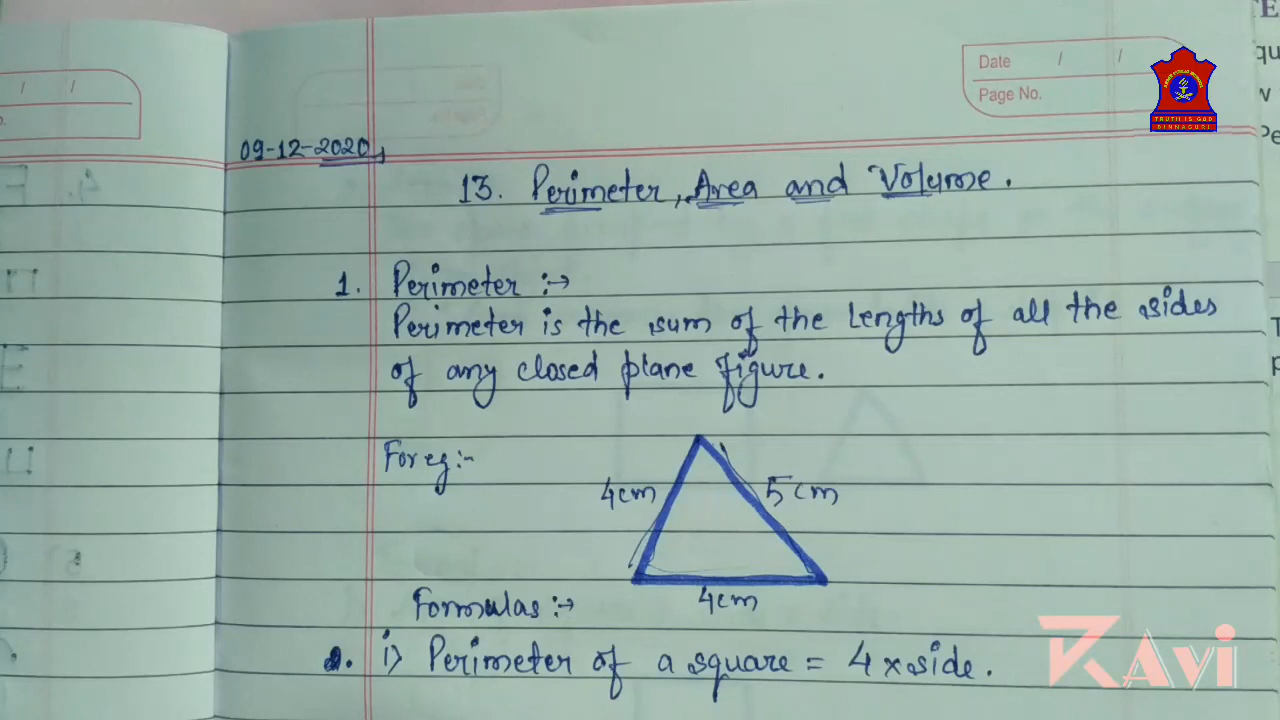 Date / /
Page No.
TRUTH IS GOD
BINNAGURI
09-12-2020
13. Perimeter, Area and Volume.
1. Perimeter :→
Perimeter is the sum of the lengths of all the sides
of any closed plane figure.
For eg:-
4cm
5cm
4cm
Formulas :→
i) Perimeter of a square = 4 x side.
RAVi